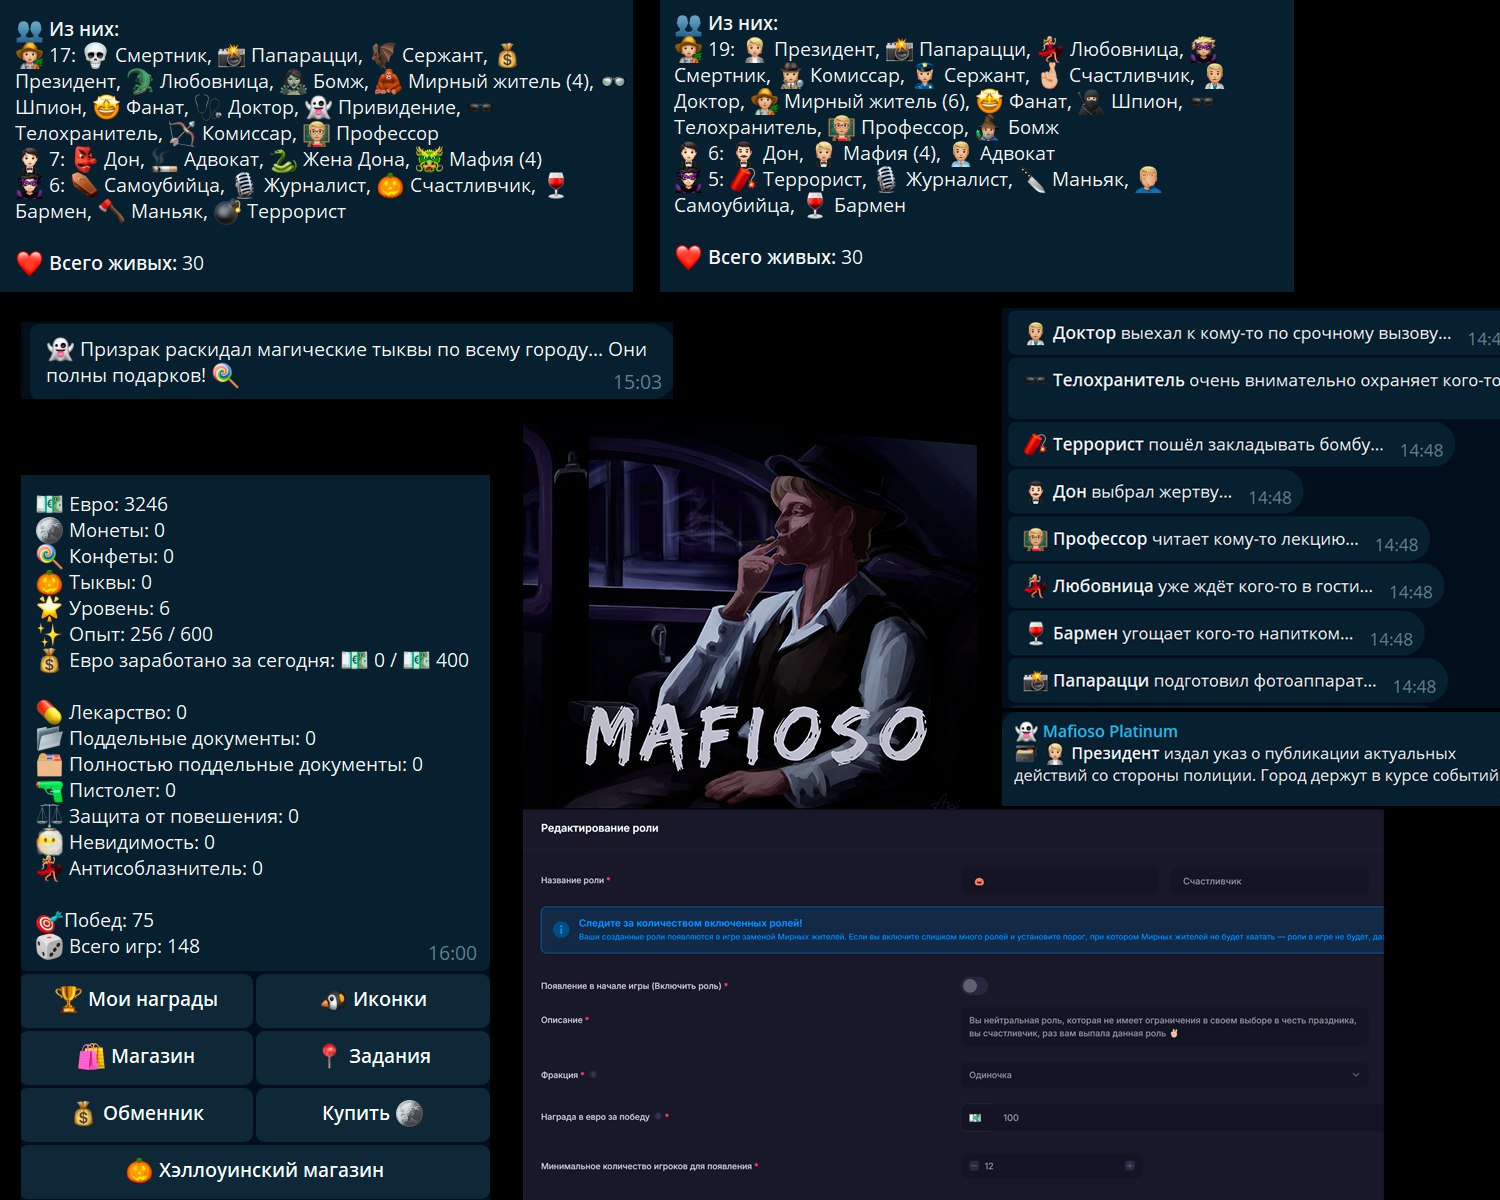 Из них:
17: Смертник, Папарацци, Сержант,
Президент, Любовница, Бомж, Мирный житель (4),
Шпион, Фанат, Доктор, Привидение,
Телохранитель, Комиссар, Профессор
7: Дон, Адвокат, Жена Дона, Мафия (4)
6: Самоубийца, Журналист, Счастливчик,
Бармен, Маньяк, Террорист
Всего живых: 30
Из них:
19: Президент, Папарацци, Любовница,
Смертник, Комиссар, Сержант, Счастливчик,
Доктор, Мирный житель (6), Фанат, Шпион,
Телохранитель, Профессор, Бомж
6: Дон, Мафия (4), Адвокат
5: Террорист, Журналист, Маньяк,
Самоубийца, Бармен
Всего живых: 30
Призрак раскидал магические тыквы по всему городу... Они
полны подарков!
15:03
Доктор выехал к кому-то по срочному вызову... 14:4
Телохранитель очень внимательно охраняет кого-то
Террорист пошёл закладывать бомбу... 14:48
Дон выбрал жертву... 14:48
Профессор читает кому-то лекцию... 14:48
Любовница уже ждёт кого-то в гости... 14:48
Бармен угощает кого-то напитком... 14:48
Папарацци подготовил фотоаппарат... 14:48
Mafioso Platinum
Президент издал указ о публикации актуальных
действий со стороны полиции. Город держут в курсе событий
Евро: 3246
Монеты: 0
Конфеты: 0
Тыквы: 0
Уровень: 6
Опыт: 256 / 600
Евро заработано за сегодня: 0 / 400
Лекарство: 0
Поддельные документы: 0
Полностью поддельные документы: 0
Пистолет: 0
Защита от повешения: 0
Невидимость: 0
Антисоблазнитель: 0
Побед: 75
Всего игр: 148
16:00
Мои награды
Иконки
Магазин
Задания
Обменник
Купить
Хэллоуинский магазин
MAFIOSO
Редактирование роли
Название роли *
Счастливчик
Следите за количеством включенных ролей!
Ваши созданные роли появляются в игре заменой Мирных жителей. Если вы включите слишком много ролей и установите порог, при котором Мирных жителей не будет хватать — роли в игре не будет,
Появление в начале игры (Включить роль) *
Описание *
Вы нейтральная роль, которая не имеет ограничения в своем выборе в честь праздника,
вы счастливчик, раз вам выпала данная роль
Фракция *
Одиночка
Награда в евро за победу *
100
Минимальное количество игроков для появления *
12